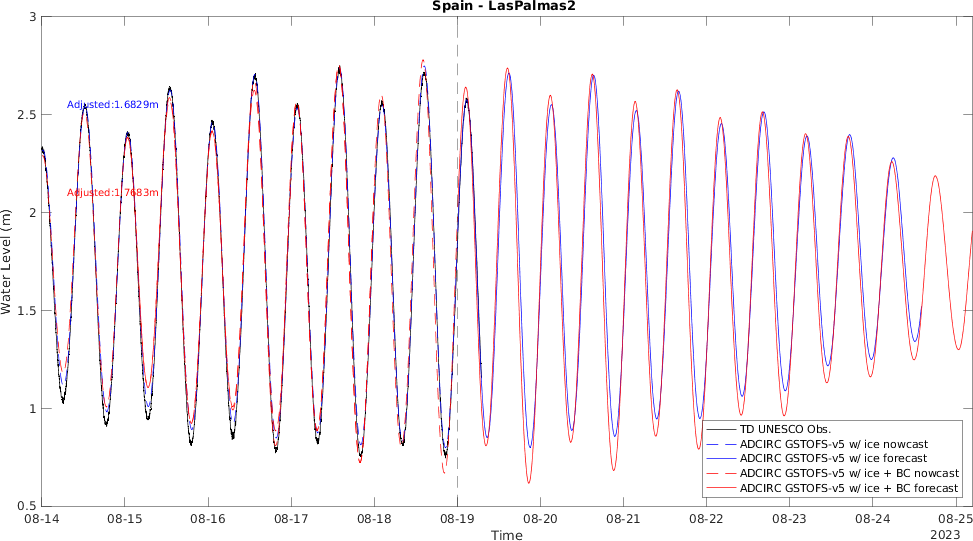 Spain - LasPalmas2
3
2.5
2
1.5
1
0.5
Water Level (m)
Adjusted:1.6829m
Adjusted:1.7683m
TD UNESCO Obs.
ADCIRC GSTOFS-v5 w/ ice nowcast
ADCIRC GSTOFS-v5 w/ ice forecast
ADCIRC GSTOFS-v5 w/ ice + BC nowcast
ADCIRC GSTOFS-v5 w/ ice + BC forecast
08-14 08-15 08-16 08-17 08-18 08-19 08-20 08-21 08-22 08-23 08-24 08-25
Time
2023